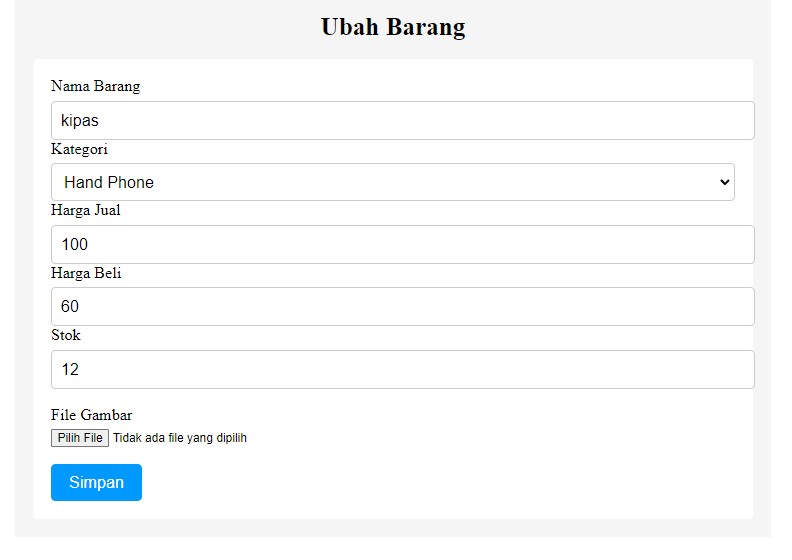 Ubah Barang
Nama Barang
kipas
Kategori
Hand Phone
Harga Jual
100
Harga Beli
60
Stok
12
File Gambar
Pilih File Tidak ada file yang dipilih
Simpan